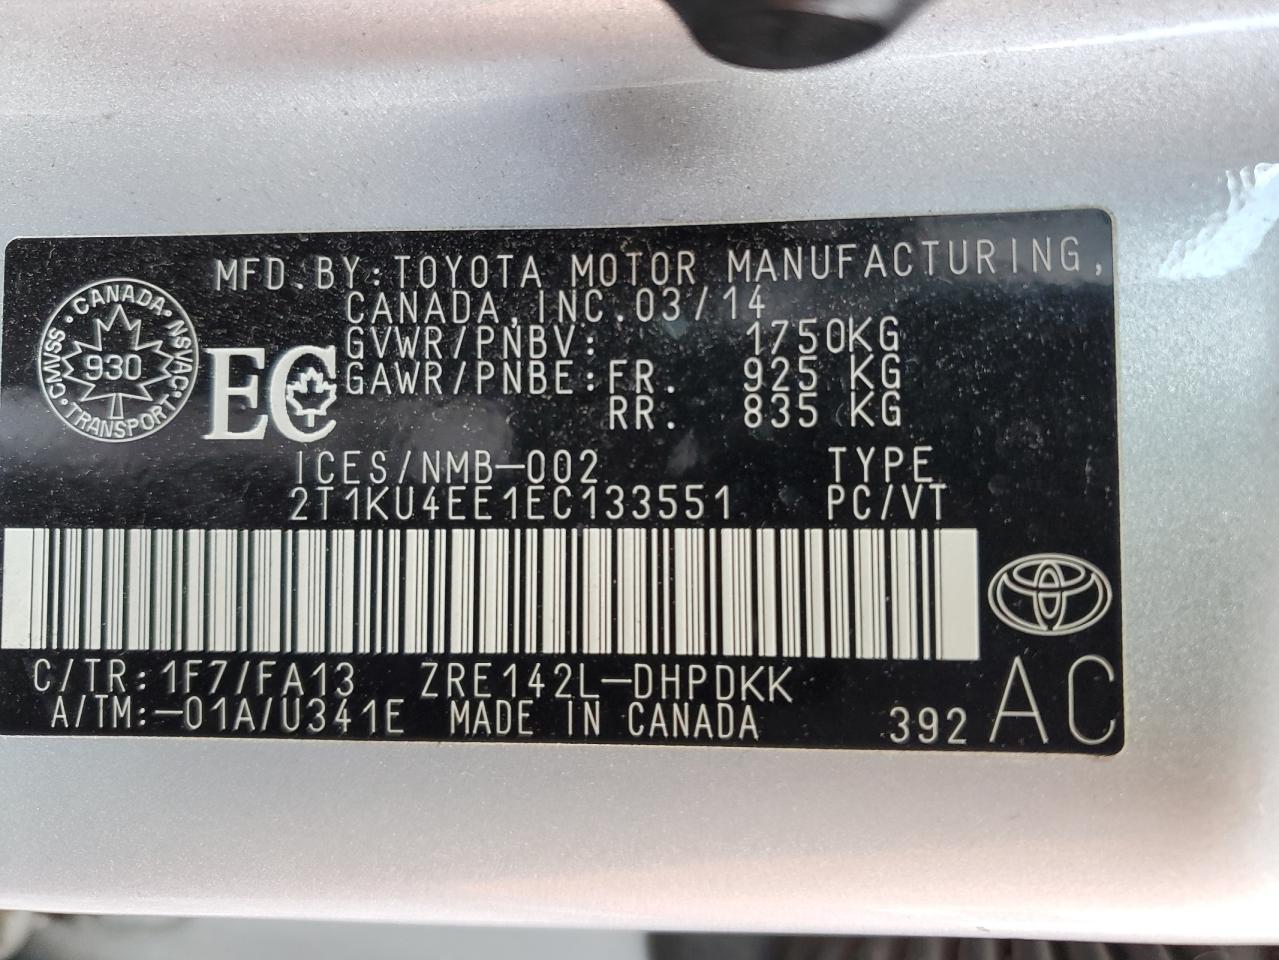 MFD.BY:TOYOTA MOTOR MANUFACTURING,
CANADA,INC.03/14
GVWR/PNBV: 1750KG
GAWR/PNBE:FR. 925 KG
RR. 835 KG
CANADA
CMVSS · NSVAC
930
TRANSPORT
EC
ICES/NMB-002 TYPE
2T1KU4EE1EC133551 PC/VT
C/TR:1F7/FA13 ZRE142L-DHPDKK
A/TM:-01A/U341E MADE IN CANADA 392 AC